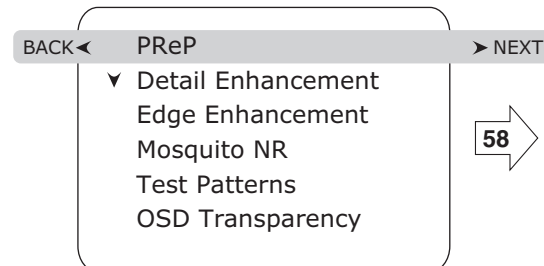 BACK PReP NEXT
Detail Enhancement
Edge Enhancement
Mosquito NR
58
Test Patterns
OSD Transparency